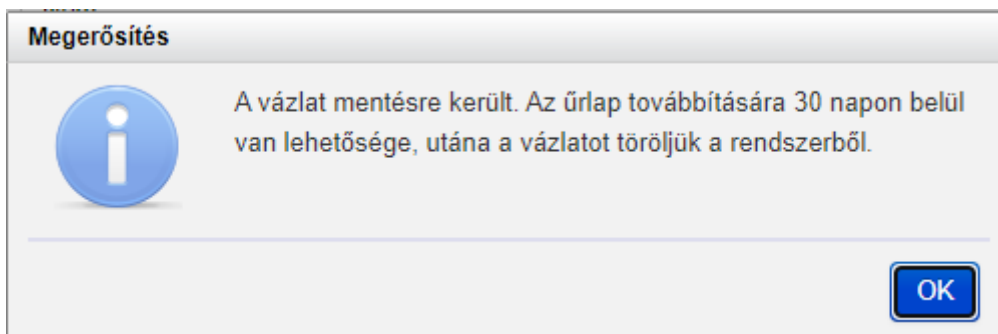 Megerősítés
A vázlat mentésre került. Az űrlap továbbítására 30 napon belül
van lehetősége, utána a vázlatot töröljük a rendszerből.
OK